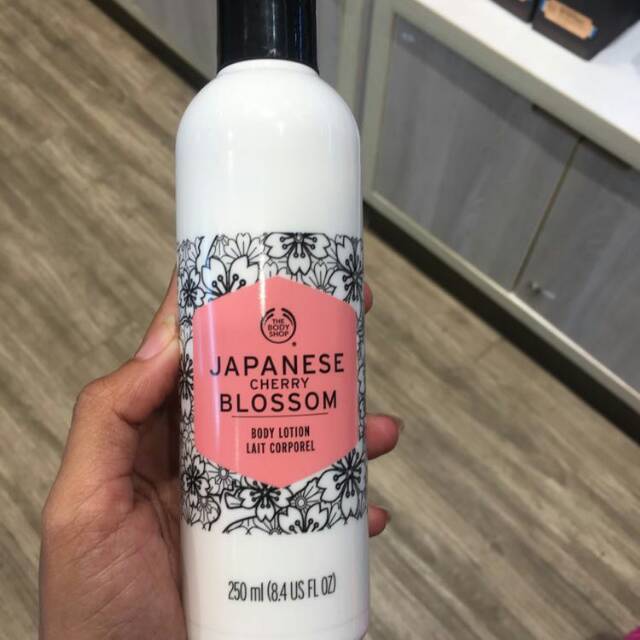 THE
BODY
SHOP
JAPANESE
CHERRY
BLOSSOM
BODY LOTION
LAIT CORPOREL
250 ml (8.4 US FL OZ)